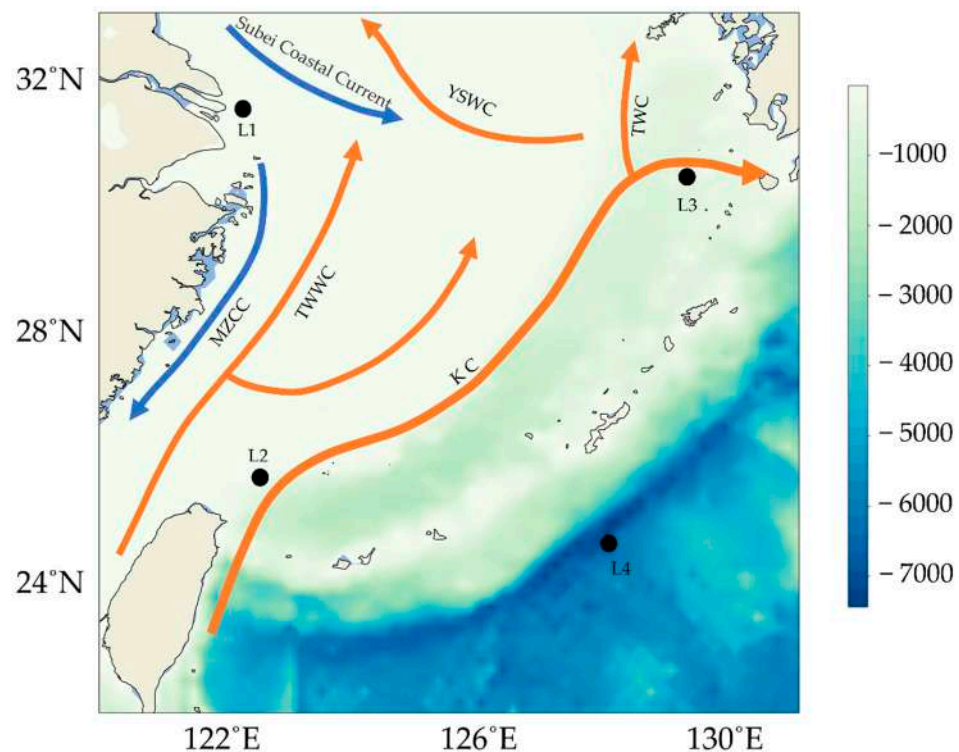 32°N
28°N
24°N
122°E
126°E
130°E
Subei Coastal Current
YSWC
TWC
L1
L3
MZCC
TWWC
KC
L2
L4
−1000
−2000
−3000
−4000
−5000
−6000
−7000